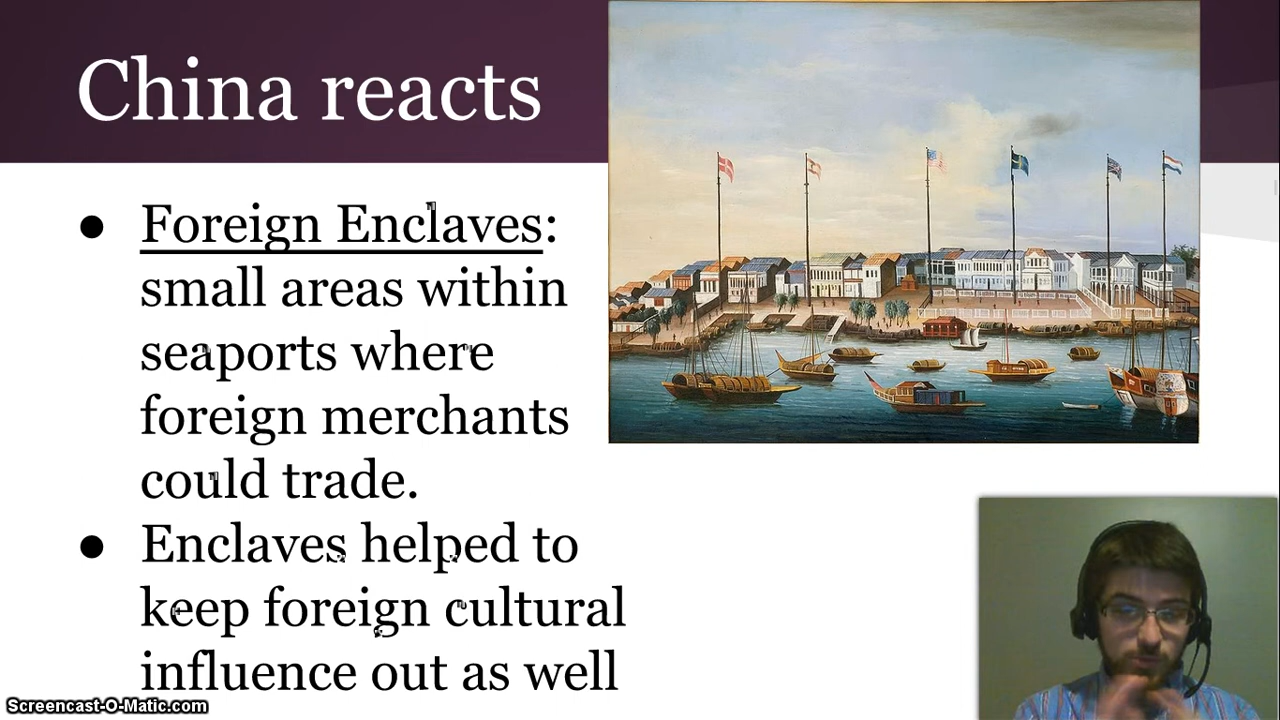 China reacts
● Foreign Enclaves:
small areas within
seaports where
foreign merchants
could trade.
● Enclaves helped to
keep foreign cultural
influence out as well
Screencast-O-Matic.com